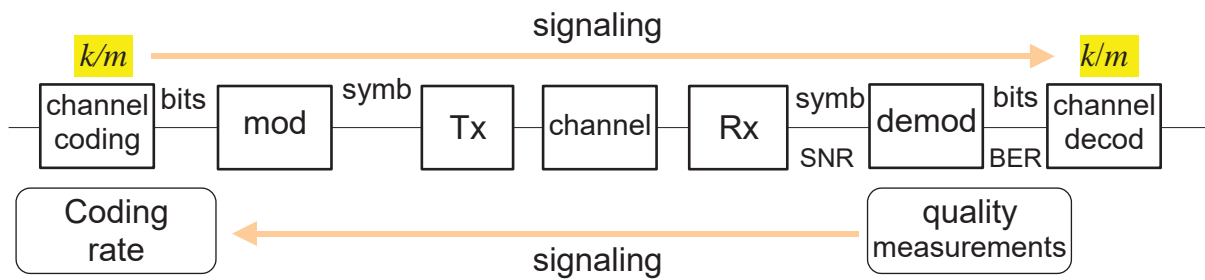 signaling
k/m
k/m
channel coding
bits
mod
symb
Tx
channel
Rx
symb
SNR
demod
bits
BER
channel decod
Coding rate
quality measurements
signaling